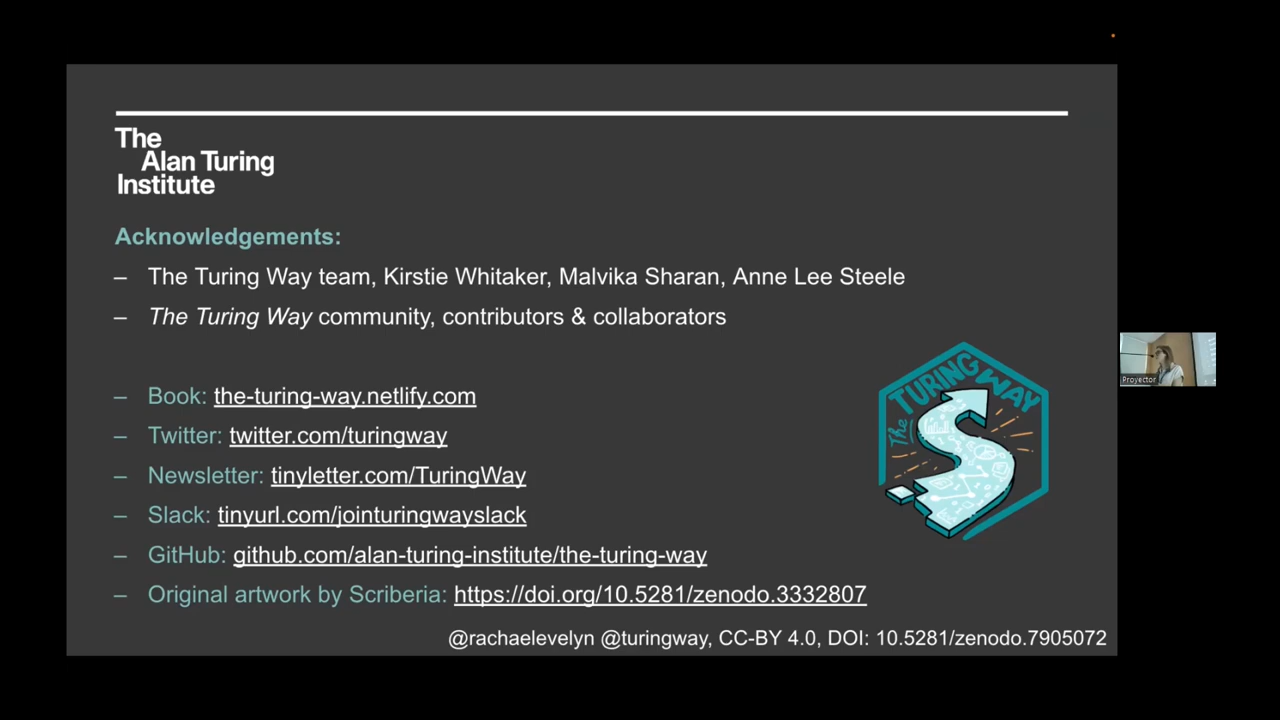 The
Alan Turing
Institute
Acknowledgements:
– The Turing Way team, Kirstie Whitaker, Malvika Sharan, Anne Lee Steele
– The Turing Way community, contributors & collaborators
– Book: the-turing-way.netlify.com
– Twitter: twitter.com/turingway
– Newsletter: tinyletter.com/TuringWay
– Slack: tinyurl.com/jointuringwayslack
– GitHub: github.com/alan-turing-institute/the-turing-way
– Original artwork by Scriberia: https://doi.org/10.5281/zenodo.3332807
The TURING WAY
@rachaelevelyn @turingway, CC-BY 4.0, DOI: 10.5281/zenodo.7905072
Proyector